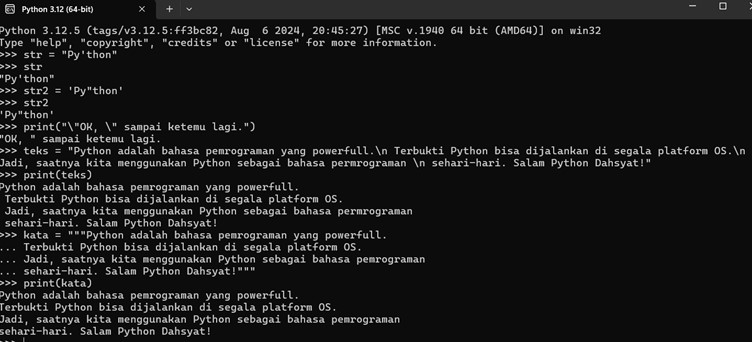 Python 3.12 (64-bit)
Python 3.12.5 (tags/v3.12.5:ff3bc82, Aug  6 2024, 20:45:27) [MSC v.1940 64 bit (AMD64)] on win32
Type "help", "copyright", "credits" or "license" for more information.
>>> str = "Py'thon"
>>> str
"Py'thon"
>>> str2 = 'Py"thon'
>>> str2
'Py"thon'
>>> print("\"OK, \" sampai ketemu lagi.")
"OK, " sampai ketemu lagi.
>>> teks = "Python adalah bahasa pemrograman yang powerfull.\n Terbukti Python bisa dijalankan di segala platform OS.\n
Jadi, saatnya kita menggunakan Python sebagai bahasa permrograman \n sehari-hari. Salam Python Dahsyat!"
>>> print(teks)
Python adalah bahasa pemrograman yang powerfull.
 Terbukti Python bisa dijalankan di segala platform OS.
 Jadi, saatnya kita menggunakan Python sebagai bahasa permrograman
 sehari-hari. Salam Python Dahsyat!
>>> kata = """Python adalah bahasa pemrograman yang powerfull.
... Terbukti Python bisa dijalankan di segala platform OS.
... Jadi, saatnya kita menggunakan Python sebagai bahasa pemrograman
... sehari-hari. Salam Python Dahsyat!"""
>>> print(kata)
Python adalah bahasa pemrograman yang powerfull.
Terbukti Python bisa dijalankan di segala platform OS.
Jadi, saatnya kita menggunakan Python sebagai bahasa pemrograman
sehari-hari. Salam Python Dahsyat!
>>>